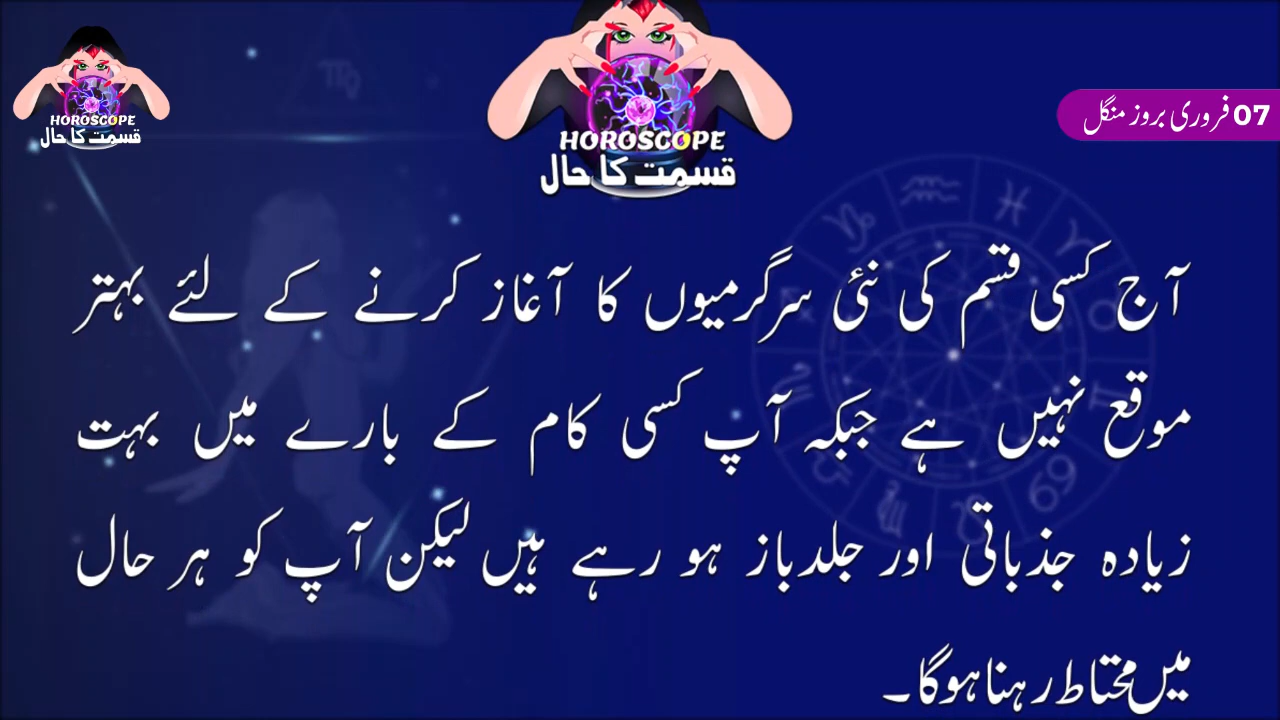 HOROSCOPE
قسمت کا حال
HOROSCOPE
قسمت کا حال
07 فروری بروز منگل
آج کسی قسم کی نئی سرگرمیوں کا آغاز کرنے کے لئے بہتر
موقع نہیں ہے جبکہ آپ کسی کام کے بارے میں بہت
زیادہ جذباتی اور جلدباز ہو رہے ہیں لیکن آپ کو ہر حال
میں محتاط رہنا ہوگا۔